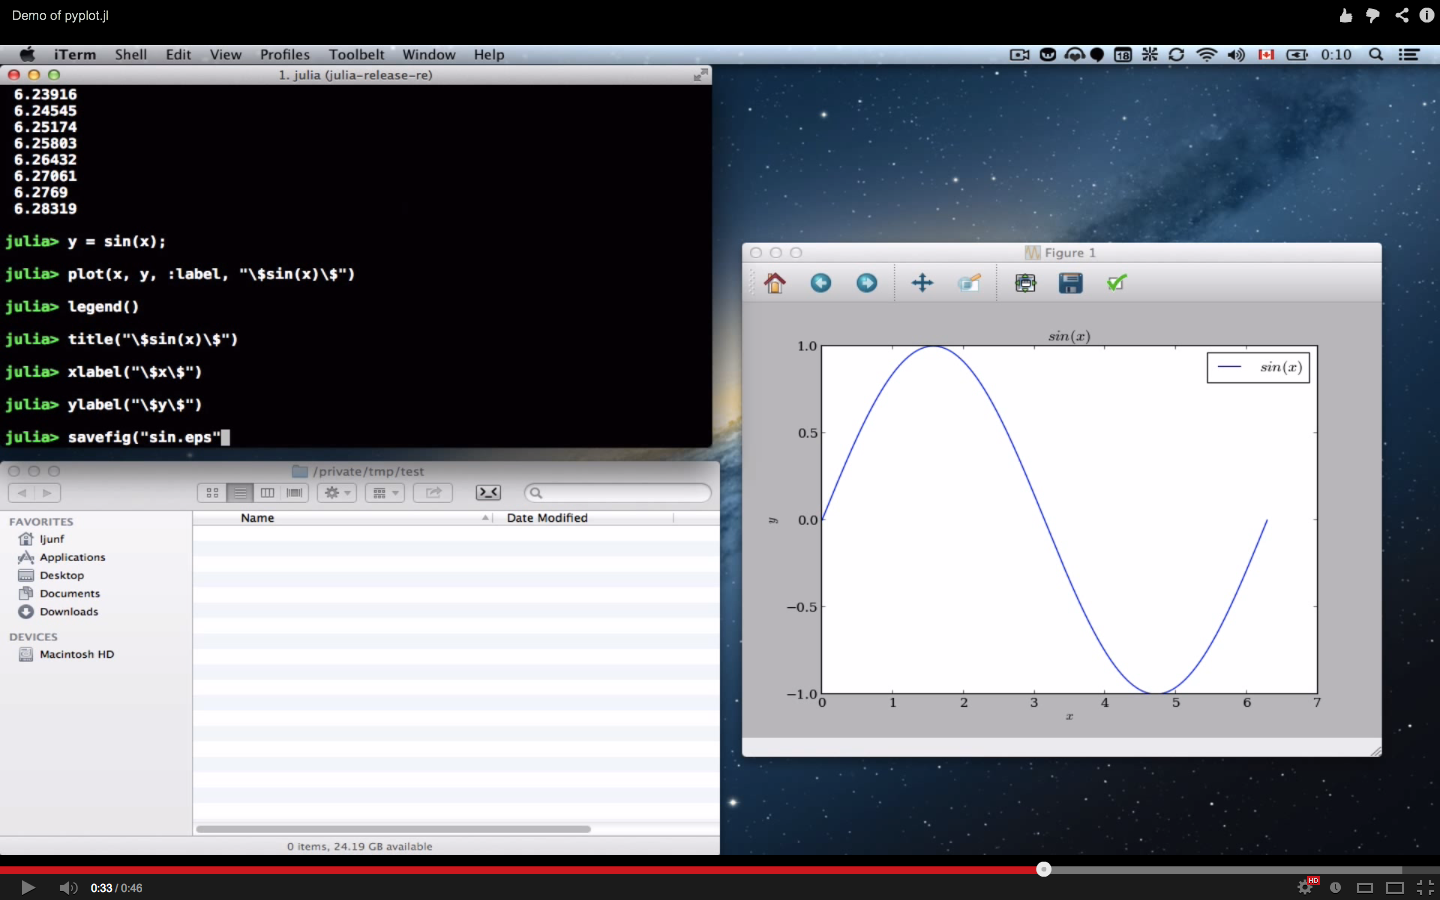 Demo of pyplot.jl
iTerm Shell Edit View Profiles Toolbelt Window Help
18 0:10
1. julia (julia-release-re)
6.23916
6.24545
6.25174
6.25803
6.26432
6.27061
6.2769
6.28319
julia> y = sin(x);
julia> plot(x, y, :label, "\$sin(x)\$")
julia> legend()
julia> title("\$sin(x)\$")
julia> xlabel("\$x\$")
julia> ylabel("\$y\$")
julia> savefig("sin.eps"
Figure 1
sin(x)
sin(x)
1.0
0.5
0.0
−0.5
−1.0
y
0 1 2 3 4 5 6 7
x
/private/tmp/test
Name Date Modified
FAVORITES
ljunf
Applications
Desktop
Documents
Downloads
DEVICES
Macintosh HD
0 items, 24.19 GB available
0:33 / 0:46
HD